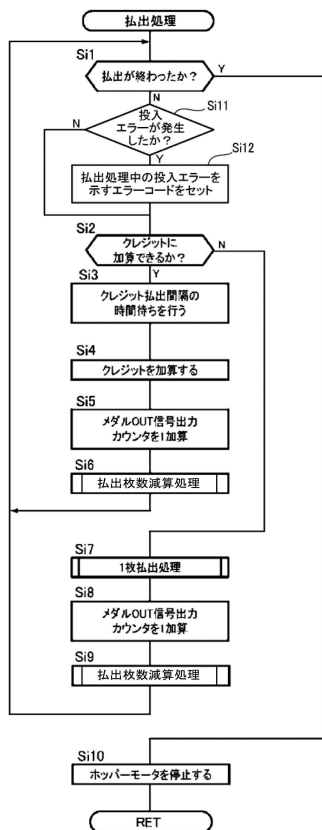 払出処理
Si1
払出が終わったか?
Y
N
Si11
投入
エラーが発生
したか?
N
Y
Si12
払出処理中の投入エラーを
示すエラーコードをセット
Si2
クレジットに
加算できるか?
N
Y
Si3
クレジット払出間隔の
時間待ちを行う
Si4
クレジットを加算する
Si5
メダルOUT信号出力
カウンタを1加算
Si6
払出枚数減算処理
Si7
1枚払出処理
Si8
メダルOUT信号出力
カウンタを1加算
Si9
払出枚数減算処理
Si10
ホッパーモータを停止する
RET